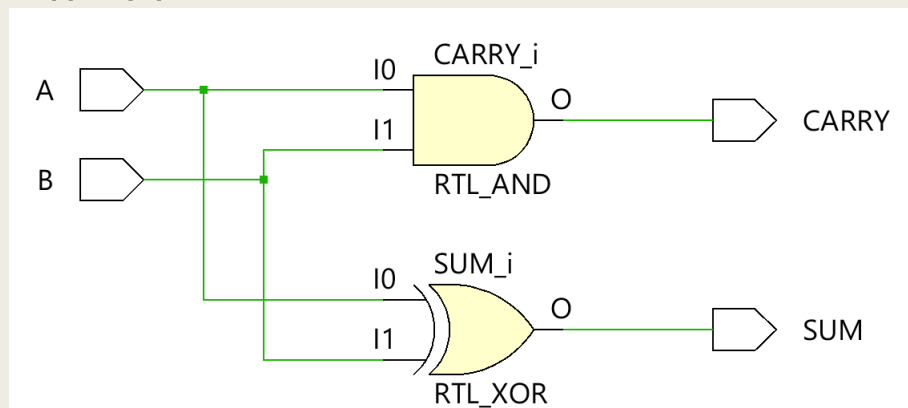 CARRY_i
A
I0
O
CARRY
I1
B
RTL_AND
SUM_i
I0
O
SUM
I1
RTL_XOR